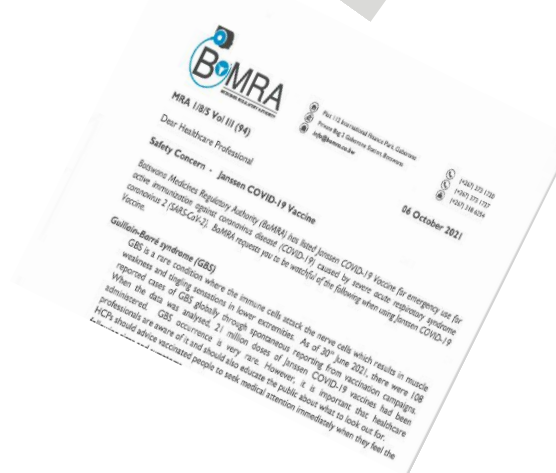 BoMRA
MRA 1/8/5 Vol III (94)
Plot 112 International Finance Park, Gaborone
Private Bag 2 Gaborone Station, Botswana
info@bomra.co.bw
(+267) 373 1720
(+267) 373 1727
(+267) 318 6254
Dear Healthcare Professional
06 October 2021
Safety Concern - Janssen COVID-19 Vaccine
Botswana Medicines Regulatory Authority (BoMRA) has listed Janssen COVID-19 Vaccine for emergency use for
active immunization against coronavirus disease (COVID-19) caused by severe acute respiratory syndrome
coronavirus 2 (SARS-CoV-2). BoMRA requests you to be watchful of the following when using Janssen COVID-19
Vaccine.
Guillain-Barré syndrome (GBS)
GBS is a rare condition where the immune cells attack the nerve cells which results in muscle
weakness and tingling sensations in lower extremities. As of 30th June 2021, there were 108
reported cases of GBS globally through spontaneous reporting from vaccination campaigns.
When the data was analysed, 21 million doses of Janssen COVID-19 vaccines had been
administered. GBS occurrence is very rare. However, it is important that healthcare
professionals are aware of it and should also educate the public about what to look out for.
HCPs should advice vaccinated people to seek medical attention immediately when they feel the